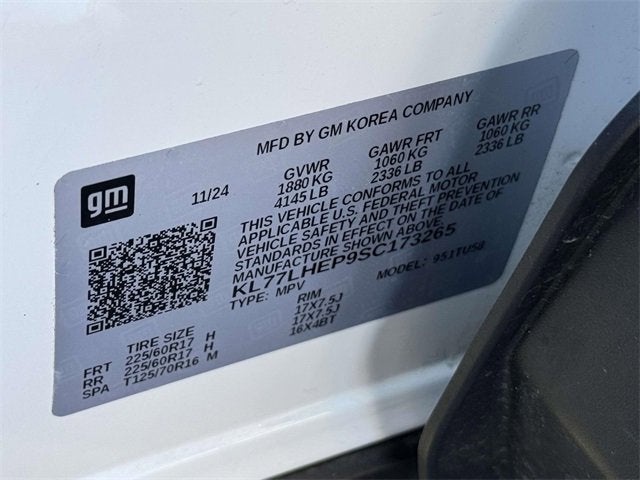 MFD BY GM KOREA COMPANY
gm
11/24
GVWR GAWR FRT GAWR RR
1880 KG 1060 KG 1060 KG
4145 LB 2336 LB 2336 LB
THIS VEHICLE CONFORMS TO ALL
APPLICABLE U.S. FEDERAL MOTOR
VEHICLE SAFETY AND THEFT PREVENTION
STANDARDS IN EFFECT ON THE DATE OF
MANUFACTURE SHOWN ABOVE.
KL77LHEP9SC173265
TYPE: MPV MODEL: 951TU58
TIRE SIZE RIM
FRT 225/60R17 H 17X7.5J
RR 225/60R17 H 17X7.5J
SPA T125/70R16 M 16X4BT